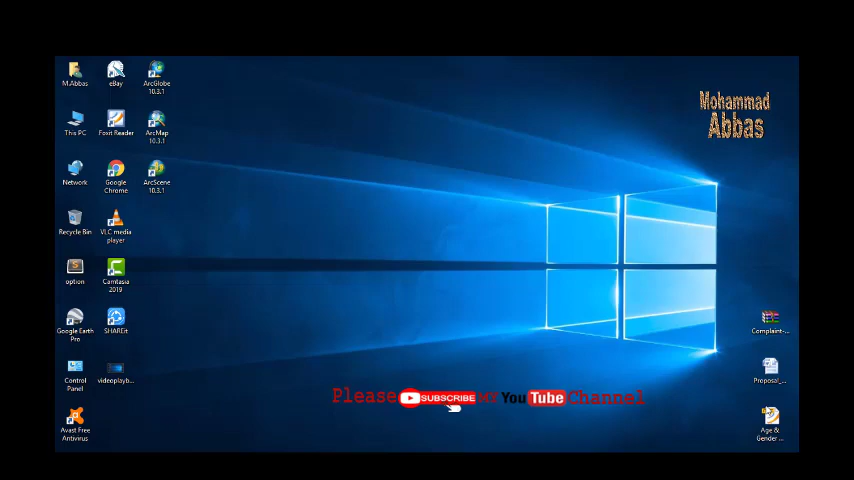 M.Abbas
eBay
ArcGlobe
10.3.1
Mohammad
Abbas
This PC
Foxit Reader
ArcMap
10.3.1
Network
Google
Chrome
ArcScene
10.3.1
Recycle Bin
VLC media
player
option
Camtasia
2019
Google Earth
Pro
SHAREit
Complaint-...
Control
Panel
videoplayb...
Proposal_...
Please SUBSCRIBE MY YouTube Channel
Avast Free
Antivirus
Age &
Gender ...